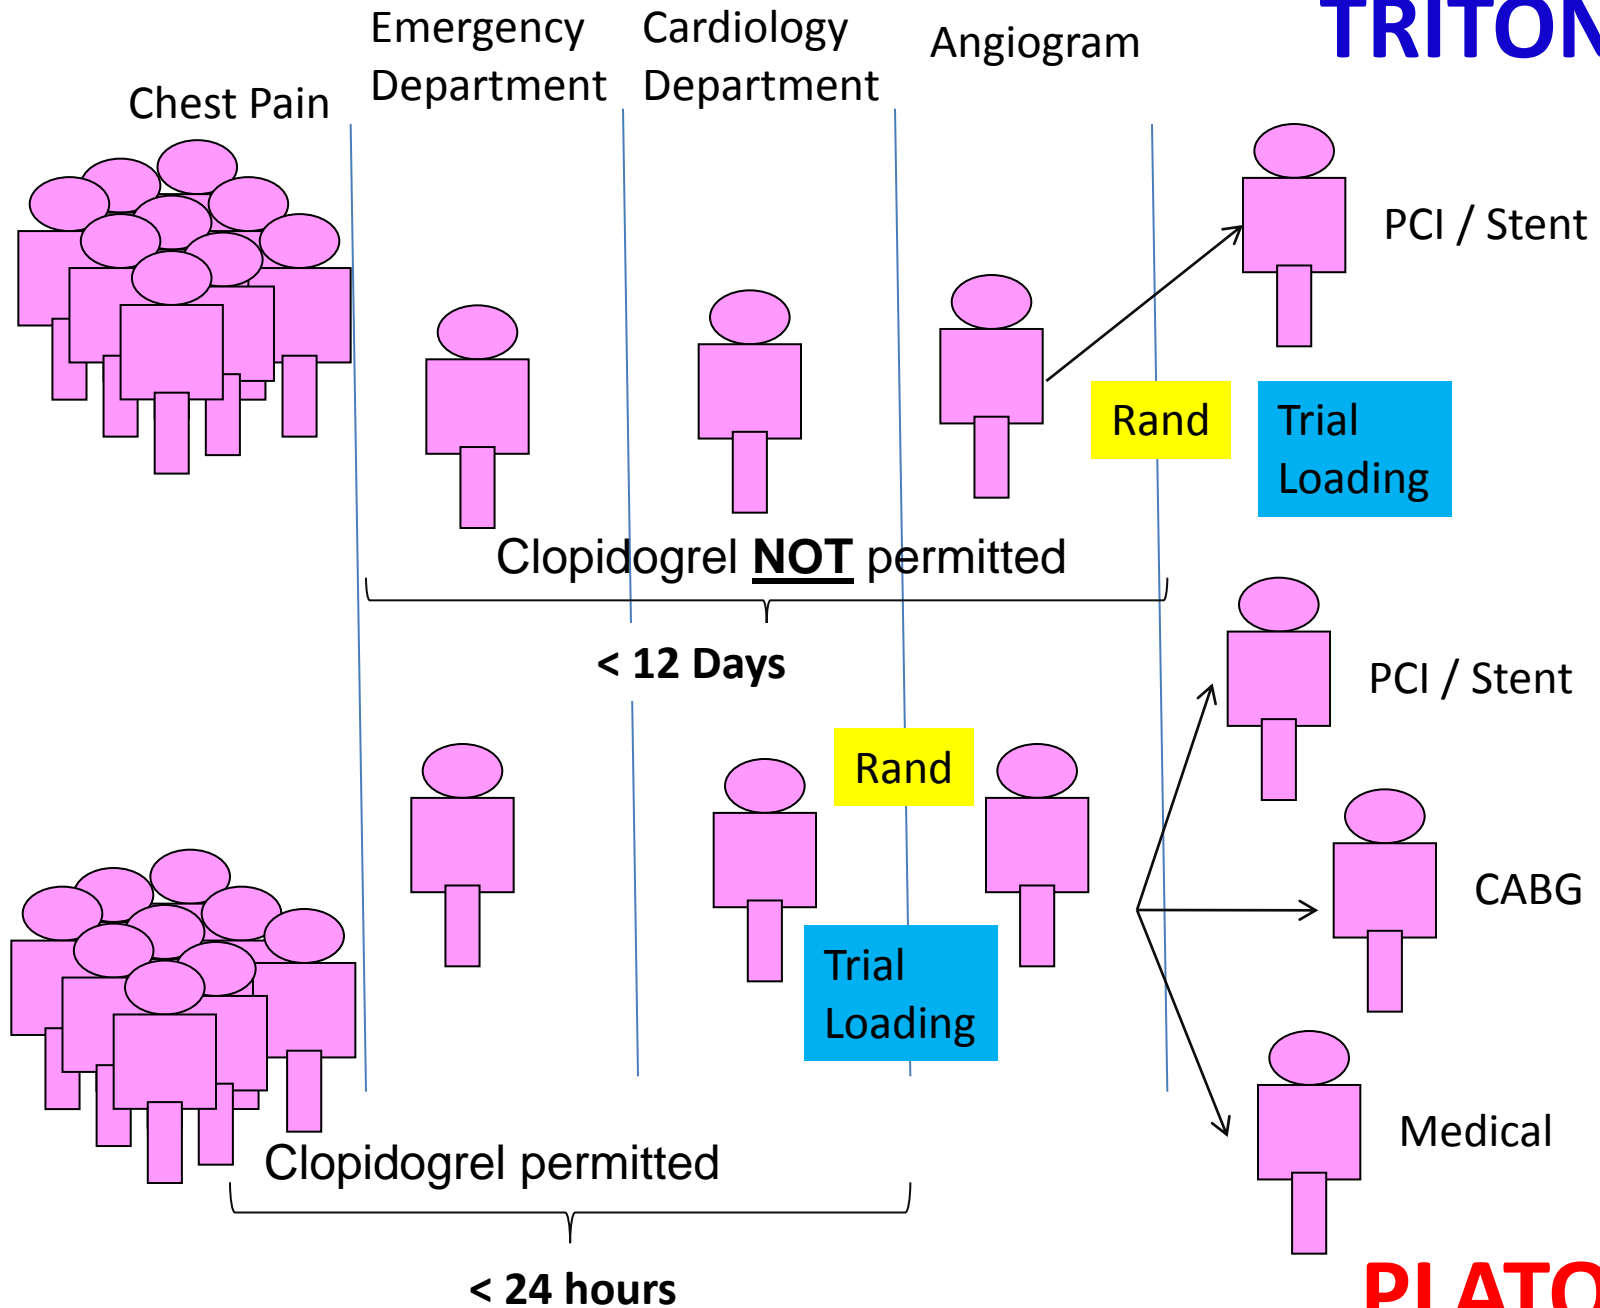 TRITON
Emergency
Department
Cardiology
Department
Angiogram
Chest Pain
PCI / Stent
Rand
Trial
Loading
Clopidogrel NOT permitted
< 12 Days
PCI / Stent
Rand
CABG
Trial
Loading
Medical
Clopidogrel permitted
< 24 hours
PLATO